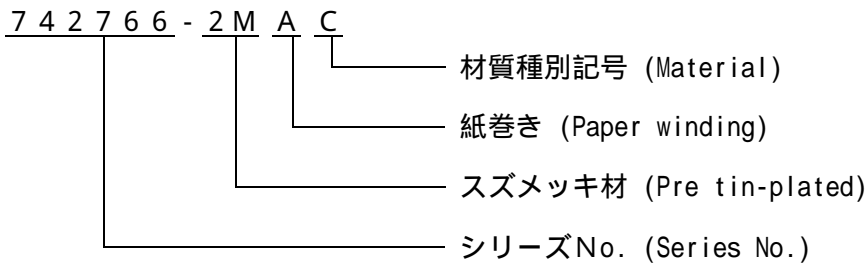 742766-2M A C
材質種別記号 (Material)
紙巻き (Paper winding)
スズメッキ材 (Pre tin-plated)
シリーズNo. (Series No.)